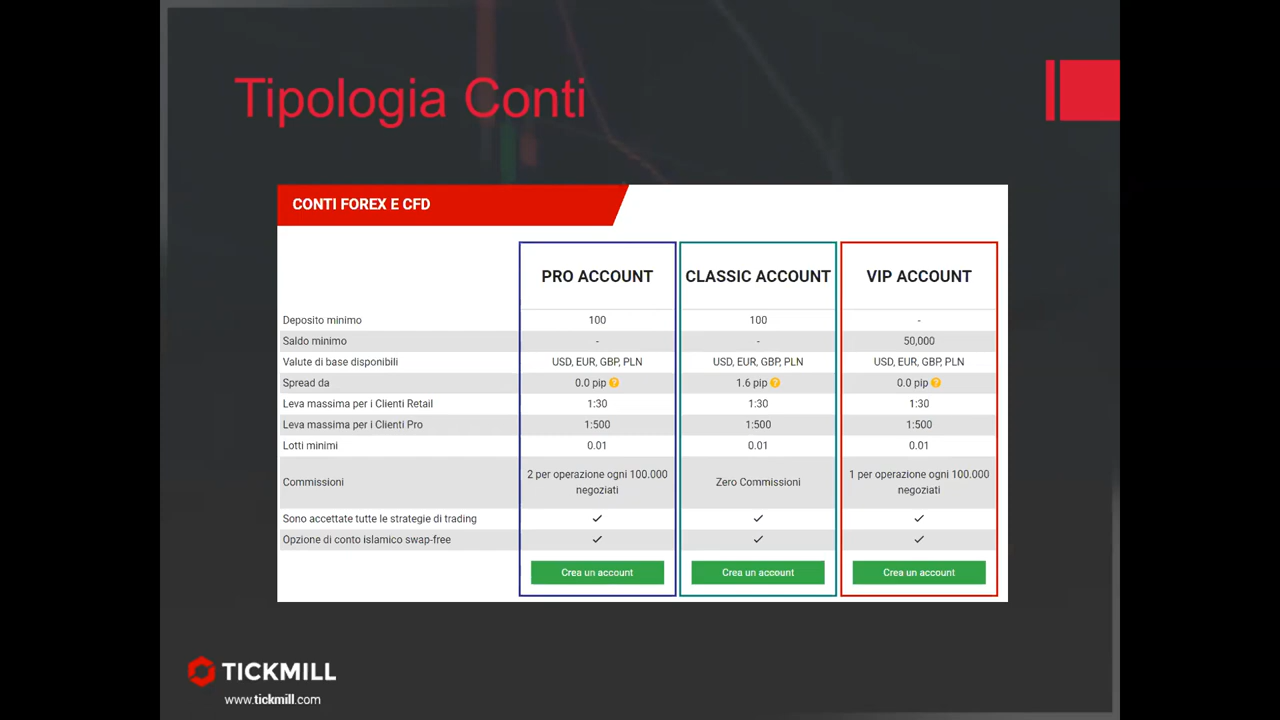 Tipologia Conti
CONTI FOREX E CFD
PRO ACCOUNT CLASSIC ACCOUNT VIP ACCOUNT
Deposito minimo 100 100 -
Saldo minimo - - 50,000
Valute di base disponibili USD, EUR, GBP, PLN USD, EUR, GBP, PLN USD, EUR, GBP, PLN
Spread da 0.0 pip ? 1.6 pip ? 0.0 pip ?
Leva massima per i Clienti Retail 1:30 1:30 1:30
Leva massima per i Clienti Pro 1:500 1:500 1:500
Lotti minimi 0.01 0.01 0.01
Commissioni 2 per operazione ogni 100.000 negoziati Zero Commissioni 1 per operazione ogni 100.000 negoziati
Sono accettate tutte le strategie di trading ✓ ✓ ✓
Opzione di conto islamico swap-free ✓ ✓ ✓
Crea un account Crea un account Crea un account
TICKMILL
www.tickmill.com